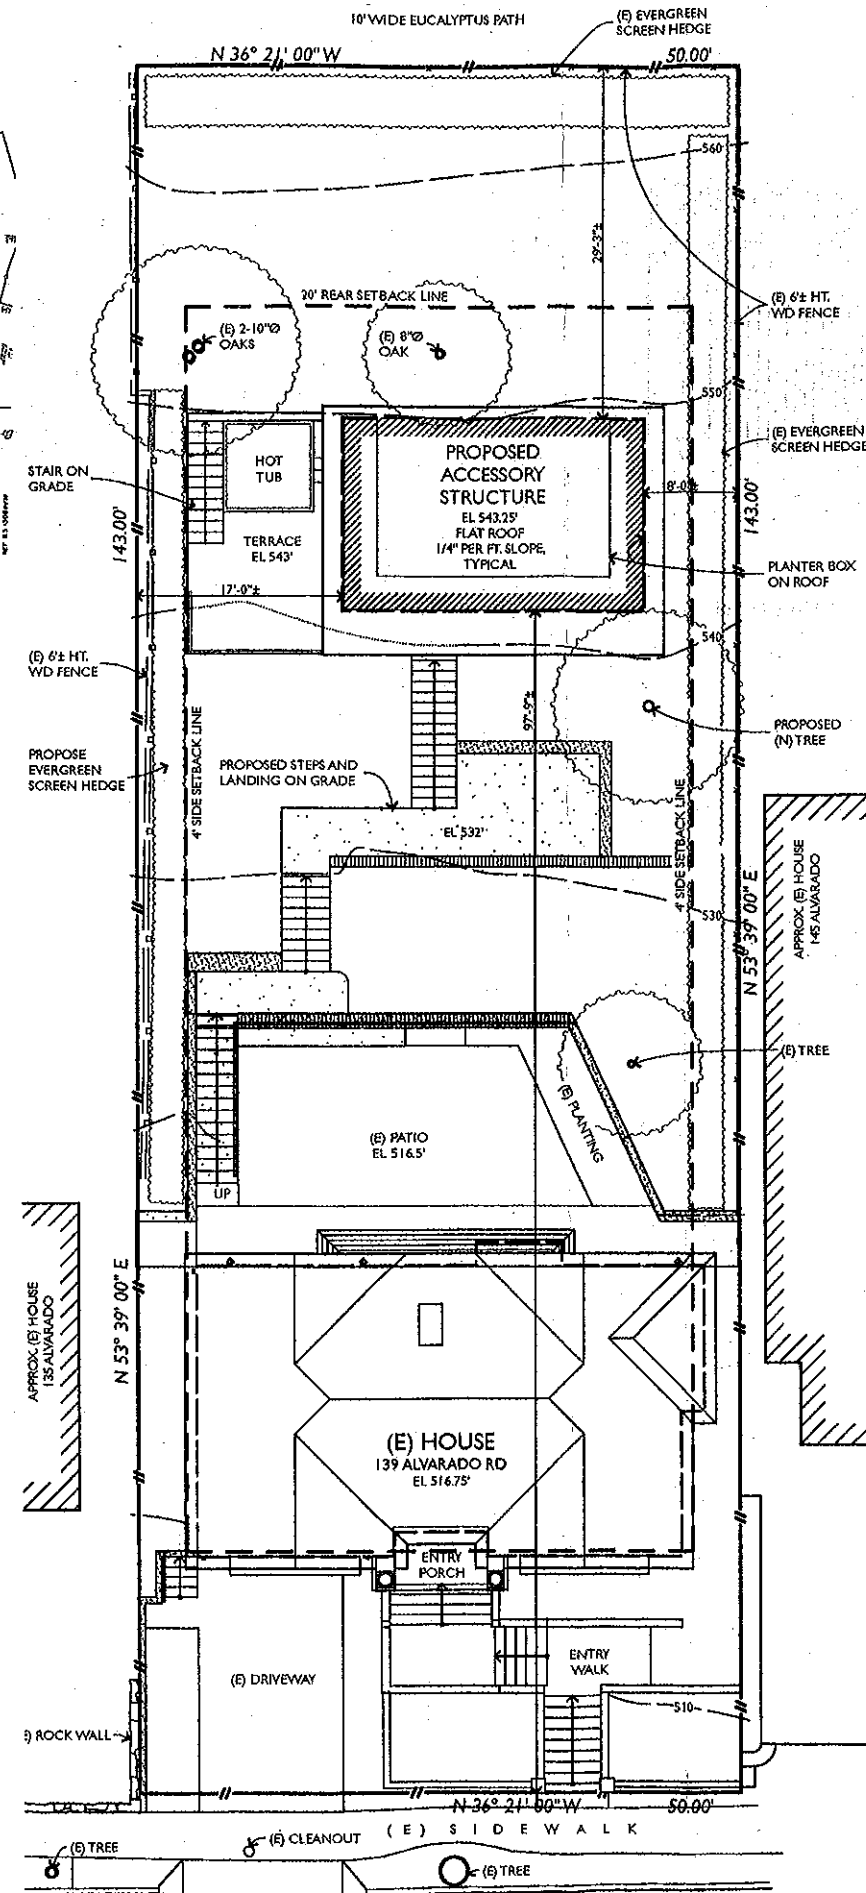 10' WIDE EUCALYPTUS PATH
(E) EVERGREEN
SCREEN HEDGE
N 36° 21' 00" W
50.00'
560
29'-3"±
(E) 6'± HT.
WD FENCE
20' REAR SETBACK LINE
(E) 2-10"Ø
OAKS
(E) 8"Ø
OAK
550
(E) EVERGREEN
SCREEN HEDGE
STAIR ON
GRADE
HOT
TUB
PROPOSED
ACCESSORY
STRUCTURE
EL 543.25'
FLAT ROOF
1/4" PER FT. SLOPE,
TYPICAL
8'-0"±
143.00'
143.00'
TERRACE
EL 543'
PLANTER BOX
ON ROOF
17'-0"±
540
(E) 6'± HT.
WD FENCE
97'-9"±
PROPOSED
(N) TREE
4' SIDE SETBACK LINE
PROPOSE
EVERGREEN
SCREEN HEDGE
PROPOSED STEPS AND
LANDING ON GRADE
4' SIDE SETBACK LINE
EL 532'
APPROX. (E) HOUSE
145 ALVARADO
530
N 53° 39' 00" E
(E) TREE
(E) PLANTING
(E) PATIO
EL 516.5'
UP
N 53° 39' 00" E
APPROX. (E) HOUSE
135 ALVARADO
(E) HOUSE
139 ALVARADO RD
EL 516.75'
ENTRY
PORCH
ENTRY
WALK
(E) DRIVEWAY
510
) ROCK WALL
N 36° 21' 00" W
50.00'
(E) SIDEWALK
(E) TREE
(E) CLEANOUT
(E) TREE